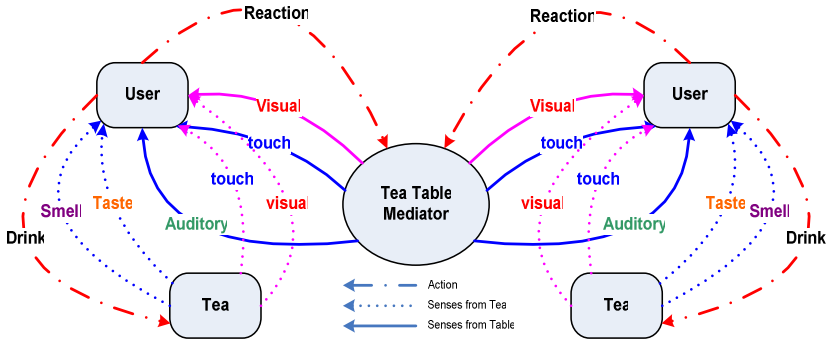 Reaction
Reaction
User
User
Visual
Visual
touch
touch
Tea Table
Mediator
touch
visual
visual
touch
Smell
Taste
Taste
Smell
Auditory
Auditory
Drink
Drink
Tea
Tea
Action
Senses from Tea
Senses from Table